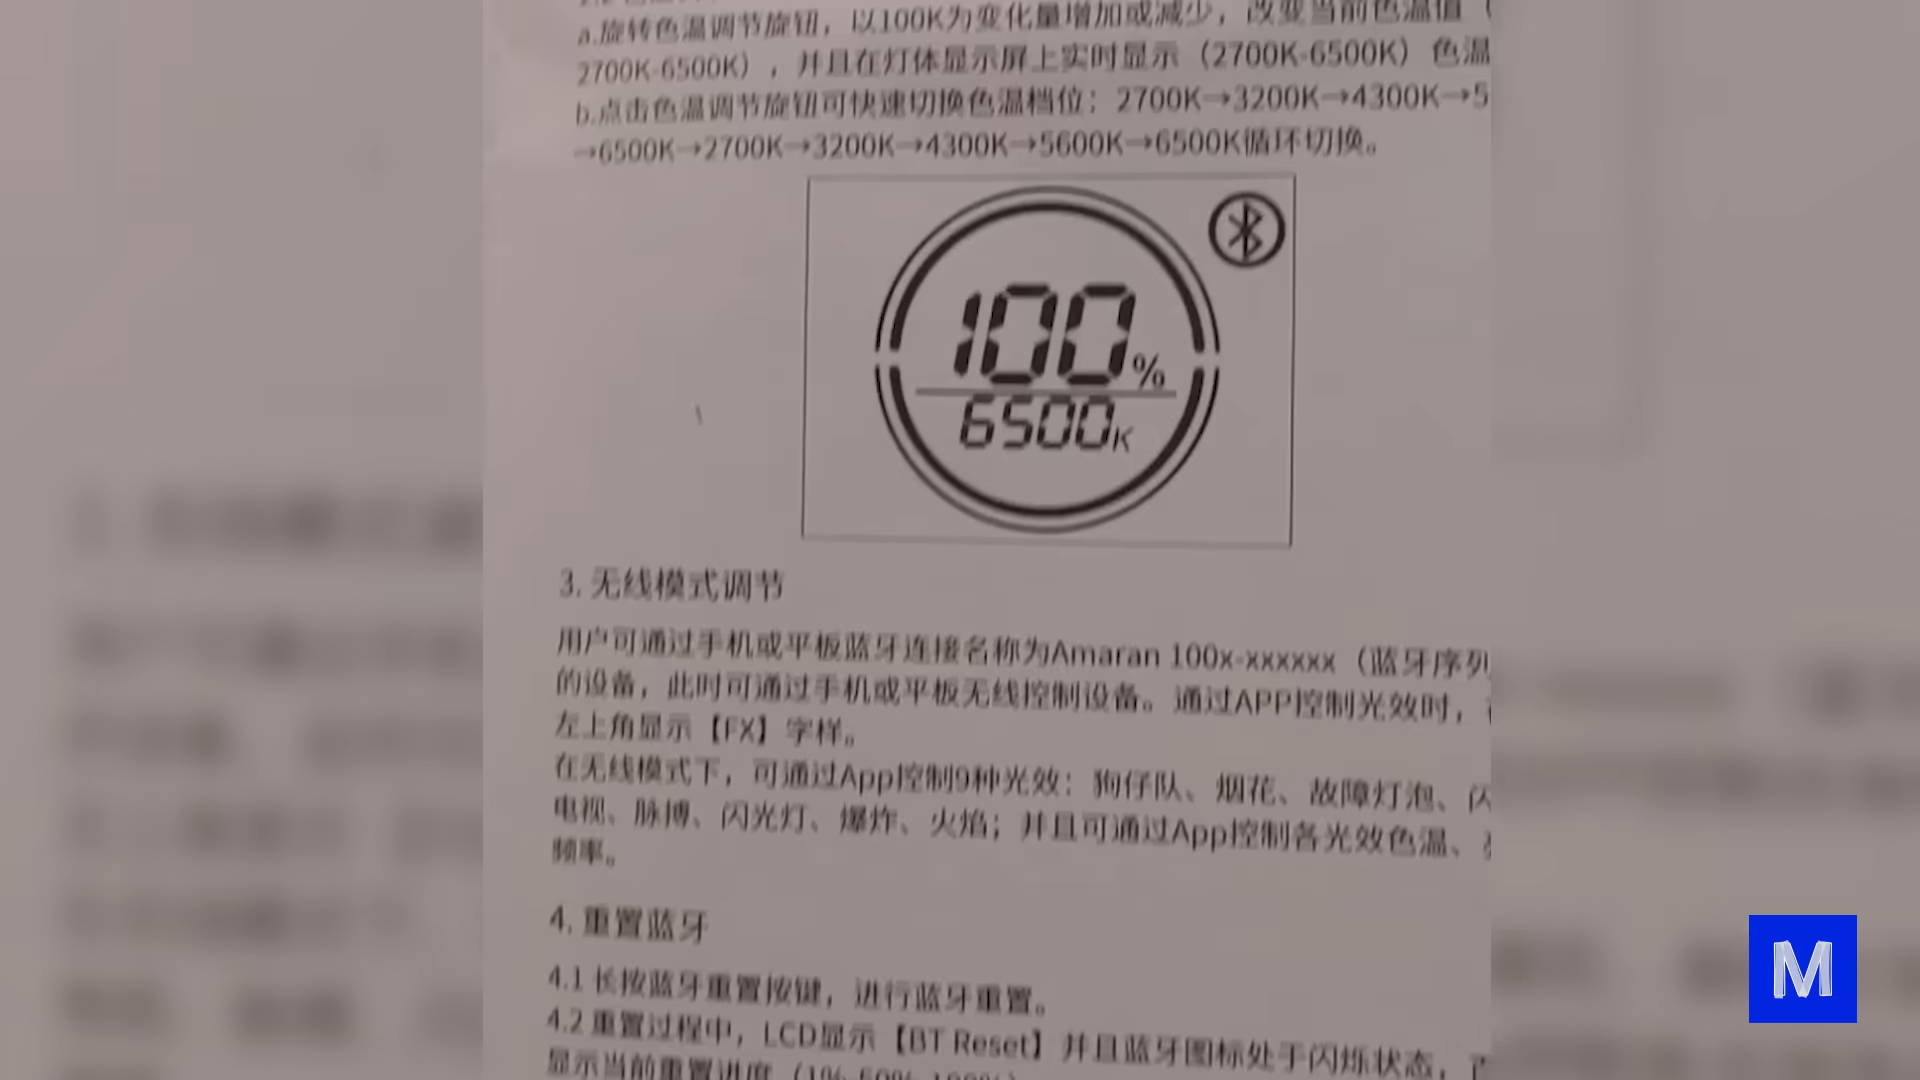 a.旋转色温调节旋钮，以100K为变化量增加或减少，改变当前色温值（
2700K-6500K），并且在灯体显示屏上实时显示（2700K-6500K）色温
b.点击色温调节旋钮可快速切换色温档位：2700K→3200K→4300K→5
→6500K→2700K→3200K→4300K→5600K→6500K循环切换。
100%
6500K
3. 无线模式调节
用户可通过手机或平板蓝牙连接名称为Amaran 100x-xxxxxx（蓝牙序列
的设备，此时可通过手机或平板无线控制设备。通过APP控制光效时，
左上角显示【FX】字样。
在无线模式下，可通过App控制9种光效：狗仔队、烟花、故障灯泡、闪
电视、脉搏、闪光灯、爆炸、火焰；并且可通过App控制各光效色温、
频率。
4. 重置蓝牙
4.1 长按蓝牙重置按键，进行蓝牙重置。
4.2 重置过程中，LCD显示【BT Reset】并且蓝牙图标处于闪烁状态，
显示当前重置进度（1%-50%-100%）
M